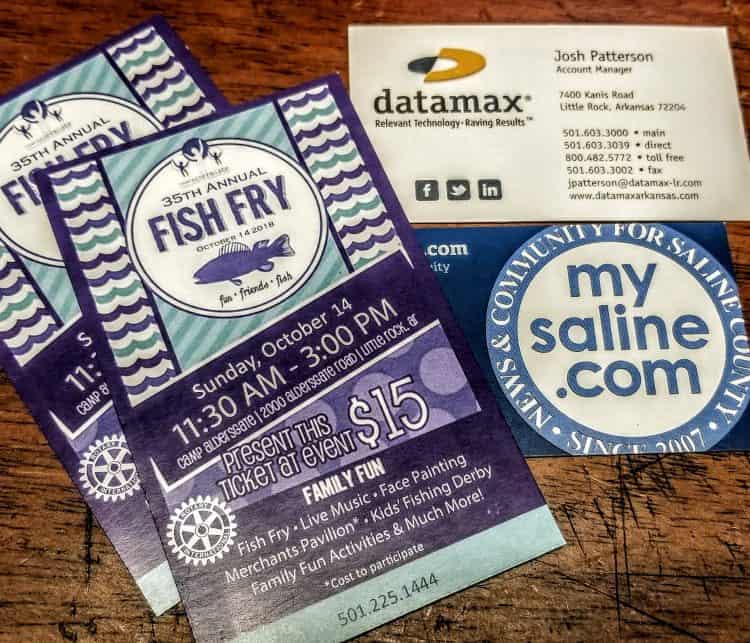 35TH ANNUAL
FISH FRY
35TH ANNUAL
FISH FRY
OCTOBER 14 2018
fun • friends • fish
Sunday, October 14
11:30 AM - 3:00 PM
CAMP ALDERSGATE | 2000 ALDERSGATE ROAD | LITTLE ROCK, AR
PRESENT THIS
TICKET AT EVENT $15
FAMILY FUN
Fish Fry • Live Music • Face Painting
Merchants Pavilion* • Kids' Fishing Derby
Family Fun Activities & Much More!
*Cost to participate
501.225.1444
ROTARY
INTERNATIONAL
ROTARY
INTERNATIONAL
datamax®
Relevant Technology • Raving Results™
Josh Patterson
Account Manager
7400 Kanis Road
Little Rock, Arkansas 72204
501.603.3000 • main
501.603.3039 • direct
800.482.5772 • toll free
501.603.3002 • fax
jpatterson@datamax-lr.com
www.datamaxarkansas.com
.com
NEWS & COMMUNITY FOR SALINE COUNTY
my
saline
.com
SINCE 2007